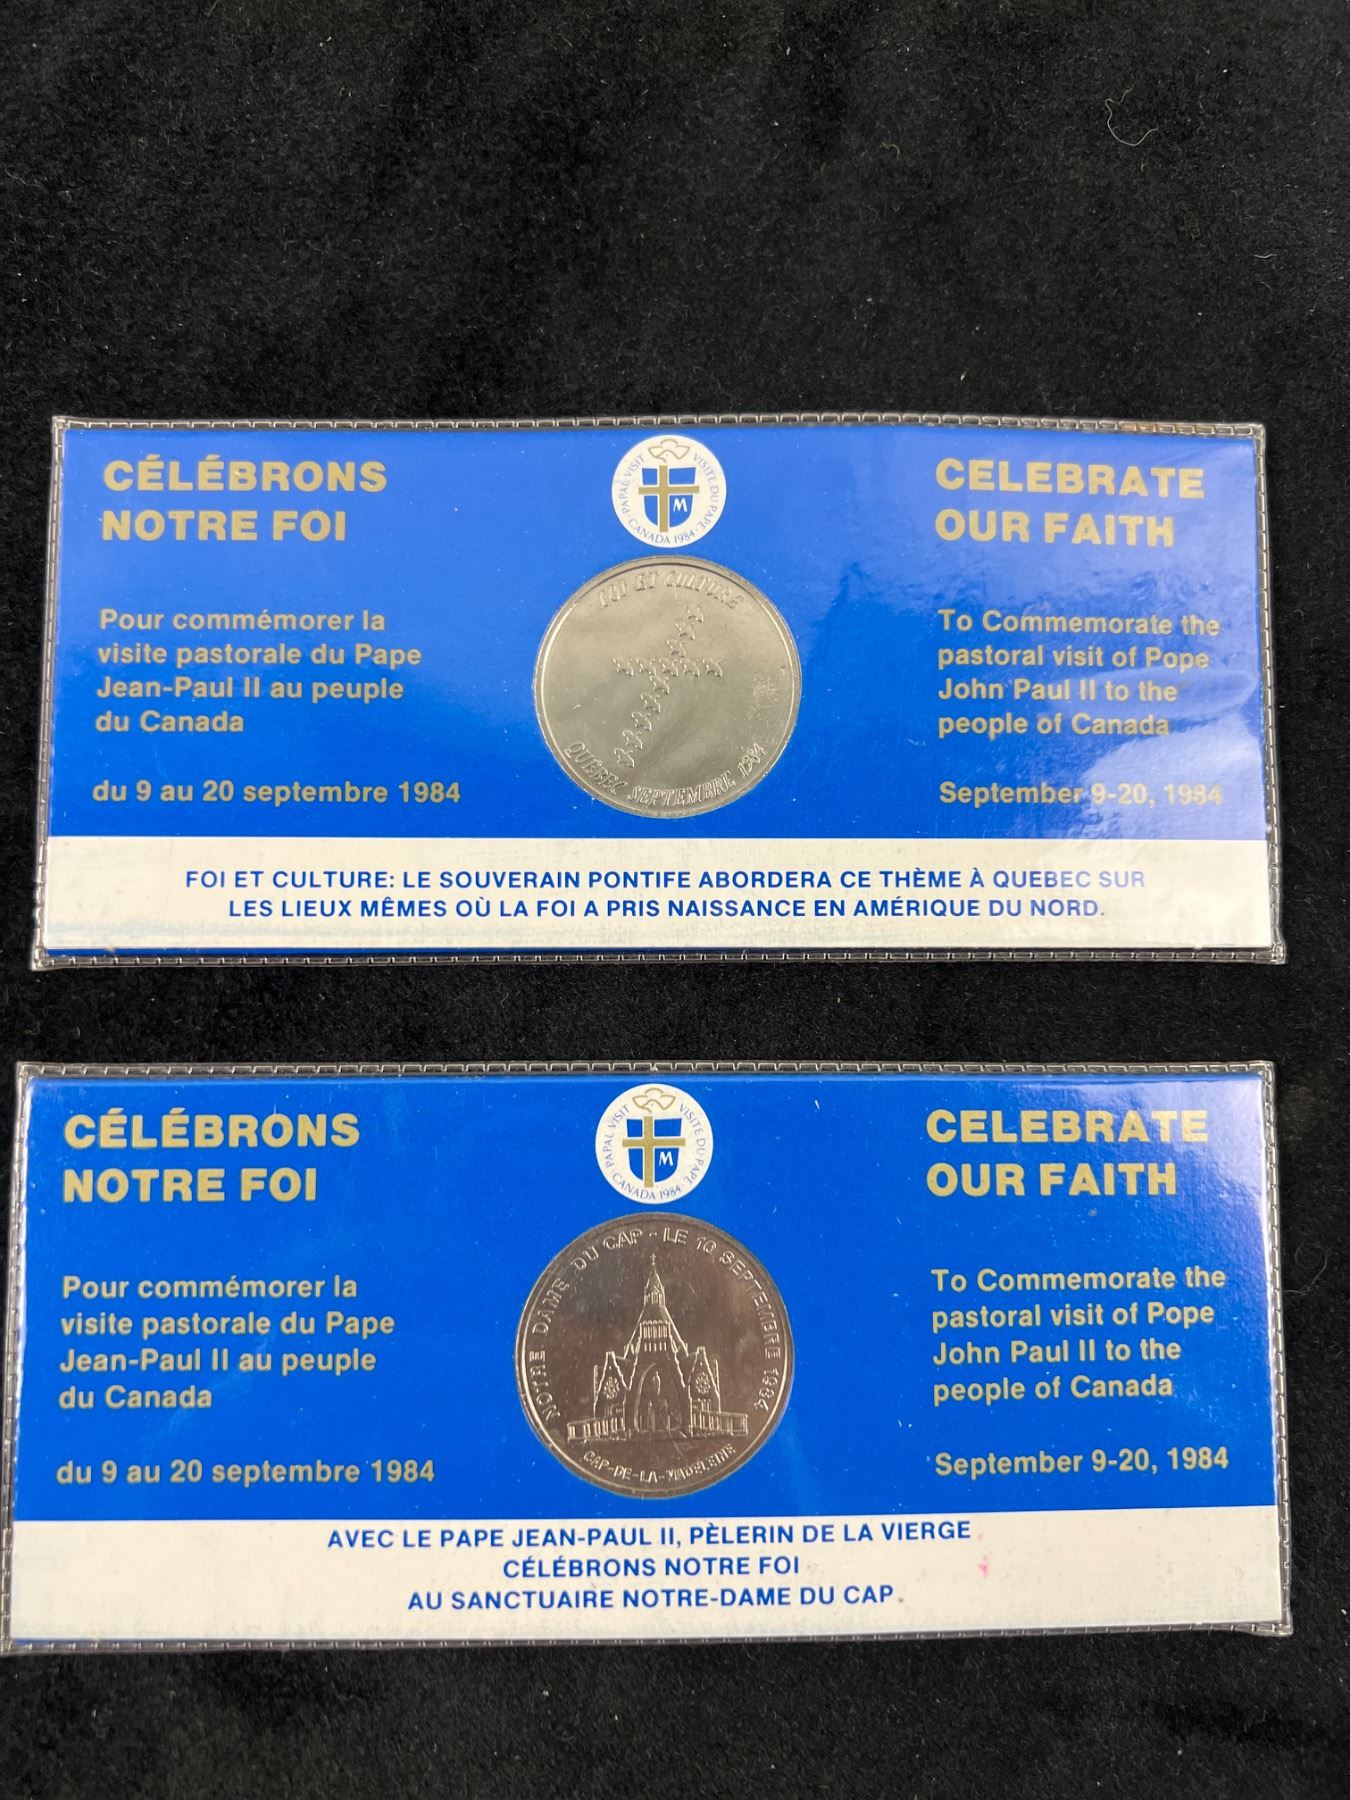 CÉLÉBRONS
NOTRE FOI
Pour commémorer la
visite pastorale du Pape
Jean-Paul II au peuple
du Canada
du 9 au 20 septembre 1984
PAPAL VISIT · VISITE DU PAPE · CANADA 1984 ·
M
FOI ET CULTURE
QUEBEC SEPTEMBRE 1984
CELEBRATE
OUR FAITH
To Commemorate the
pastoral visit of Pope
John Paul II to the
people of Canada
September 9-20, 1984
FOI ET CULTURE: LE SOUVERAIN PONTIFE ABORDERA CE THÈME À QUEBEC SUR
LES LIEUX MÊMES OÙ LA FOI A PRIS NAISSANCE EN AMÉRIQUE DU NORD.
CÉLÉBRONS
NOTRE FOI
Pour commémorer la
visite pastorale du Pape
Jean-Paul II au peuple
du Canada
du 9 au 20 septembre 1984
PAPAL VISIT · VISITE DU PAPE · CANADA 1984 ·
M
NOTRE DAME DU CAP - LE 10 SEPTEMBRE 1984
CAP-DE-LA-MADELEINE
CELEBRATE
OUR FAITH
To Commemorate the
pastoral visit of Pope
John Paul II to the
people of Canada
September 9-20, 1984
AVEC LE PAPE JEAN-PAUL II, PÈLERIN DE LA VIERGE
CÉLÉBRONS NOTRE FOI
AU SANCTUAIRE NOTRE-DAME DU CAP.